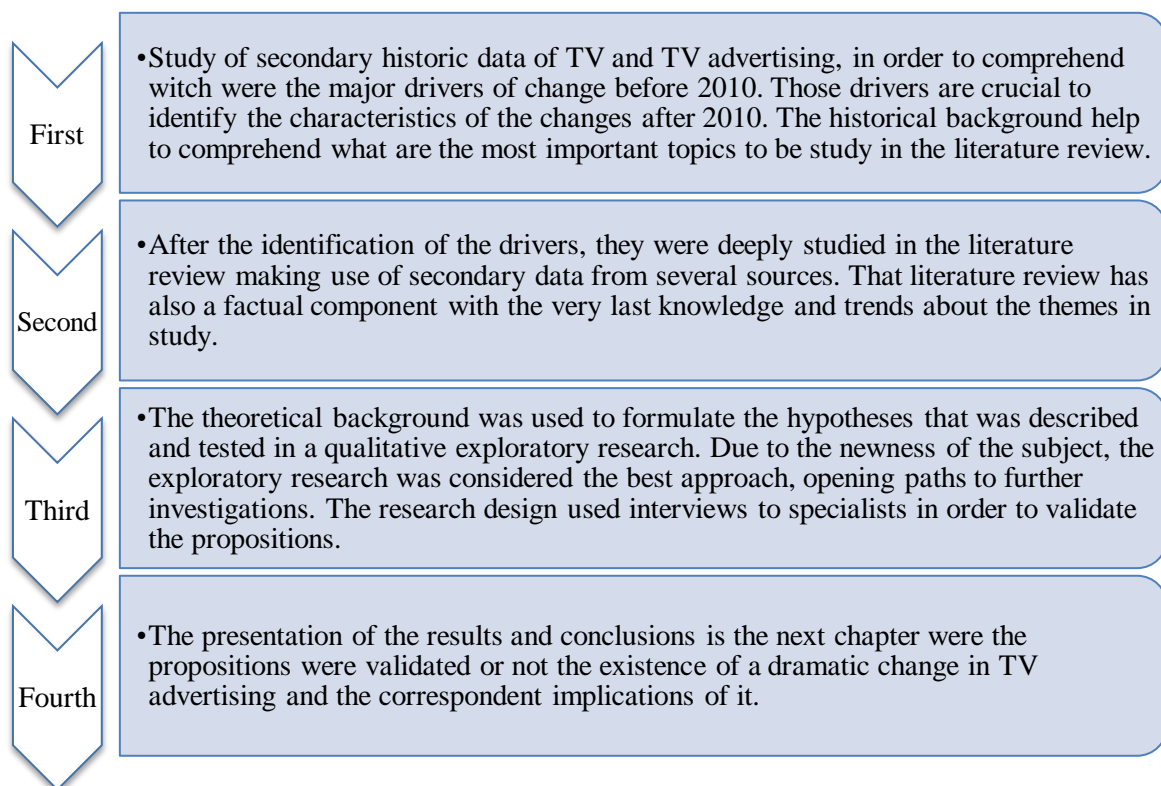 First
•Study of secondary historic data of TV and TV advertising, in order to comprehend
witch were the major drivers of change before 2010. Those drivers are crucial to
identify the characteristics of the changes after 2010. The historical background help
to comprehend what are the most important topics to be study in the literature review.
Second
•After the identification of the drivers, they were deeply studied in the literature
review making use of secondary data from several sources. That literature review has
also a factual component with the very last knowledge and trends about the themes in
study.
Third
•The theoretical background was used to formulate the hypotheses that was described
and tested in a qualitative exploratory research. Due to the newness of the subject, the
exploratory research was considered the best approach, opening paths to further
investigations. The research design used interviews to specialists in order to validate
the propositions.
Fourth
•The presentation of the results and conclusions is the next chapter were the
propositions were validated or not the existence of a dramatic change in TV
advertising and the correspondent implications of it.